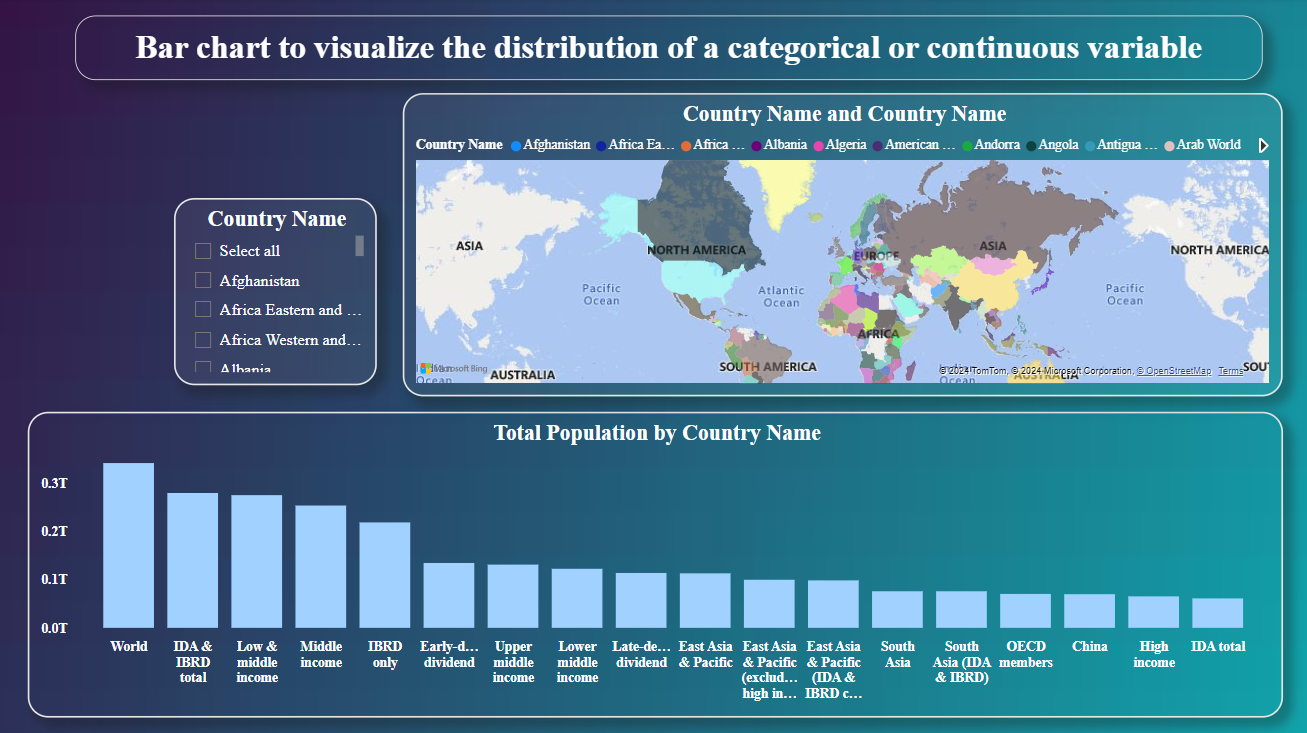 Bar chart to visualize the distribution of a categorical or continuous variable
Country Name and Country Name
Country Name Afghanistan Africa Ea… Africa … Albania Algeria American … Andorra Angola Antigua … Arab World
Country Name
Select all
Afghanistan
Africa Eastern and …
Africa Western and…
Albania
ASIA
NORTH AMERICA
EUROPE
ASIA
NORTH AMERICA
Pacific
Ocean
Atlantic
Ocean
Pacific
Ocean
AFRICA
SOUTH AMERICA
AUSTRALIA
Ocean
Microsoft Bing
Ocean
AUSTRALIA
SOU
© 2024 TomTom, © 2024 Microsoft Corporation, © OpenStreetMap Terms
Total Population by Country Name
0.3T
0.2T
0.1T
0.0T
World
IDA &
IBRD
total
Low &
middle
income
Middle
income
IBRD
only
Early-d…
dividend
Upper
middle
income
Lower
middle
income
Late-de…
dividend
East Asia
& Pacific
East Asia
& Pacific
(exclud…
high in…
East Asia
& Pacific
(IDA &
IBRD c…
South
Asia
South
Asia (IDA
& IBRD)
OECD
members
China
High
income
IDA total